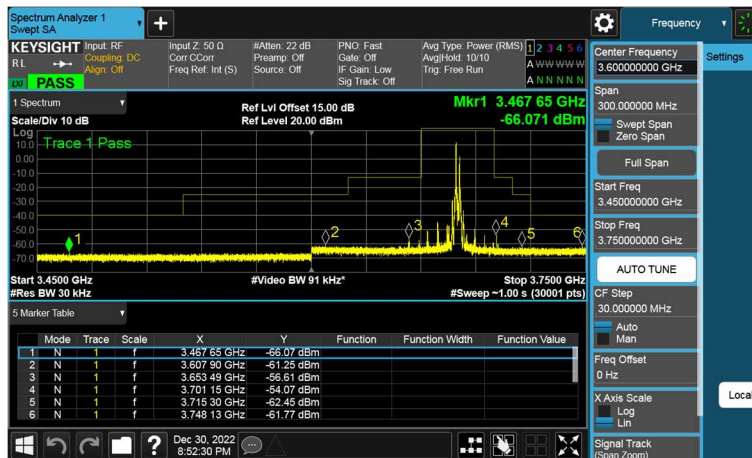 Spectrum Analyzer 1
Swept SA
Frequency
KEYSIGHT
RL
LXI PASS
Input: RF
Coupling: DC
Align: Off
Input Z: 50 Ω
Corr CCorr
Freq Ref: Int (S)
#Atten: 22 dB
Preamp: Off
Source: Off
PNO: Fast
Gate: Off
IF Gain: Low
Sig Track: Off
Avg Type: Power (RMS)
Avg|Hold: 10/10
Trig: Free Run
1 2 3 4 5 6
A W W W W W
A N N N N N
1 Spectrum
Scale/Div 10 dB
Ref Lvl Offset 15.00 dB
Ref Level 20.00 dBm
Mkr1 3.467 65 GHz
-66.071 dBm
Log
Trace 1 Pass
10.0
0.00
-10.0
-20.0
-30.0
-40.0
-50.0
-60.0
-70.0
1
2
3
4
5
6
Start 3.4500 GHz
#Res BW 30 kHz
#Video BW 91 kHz*
Stop 3.7500 GHz
#Sweep ~1.00 s (30001 pts)
5 Marker Table
Mode Trace Scale X Y Function Function Width Function Value
1 N 1 f 3.467 65 GHz -66.07 dBm
2 N 1 f 3.607 90 GHz -61.25 dBm
3 N 1 f 3.653 49 GHz -56.61 dBm
4 N 1 f 3.701 15 GHz -54.07 dBm
5 N 1 f 3.715 30 GHz -62.45 dBm
6 N 1 f 3.748 13 GHz -61.77 dBm
?
Dec 30, 2022
8:52:30 PM
Center Frequency
3.600000000 GHz
Settings
Span
300.000000 MHz
Swept Span
Zero Span
Full Span
Start Freq
3.450000000 GHz
Stop Freq
3.750000000 GHz
AUTO TUNE
CF Step
30.000000 MHz
Auto
Man
Freq Offset
0 Hz
X Axis Scale
Log
Lin
Local
Signal Track
(Span Zoom)